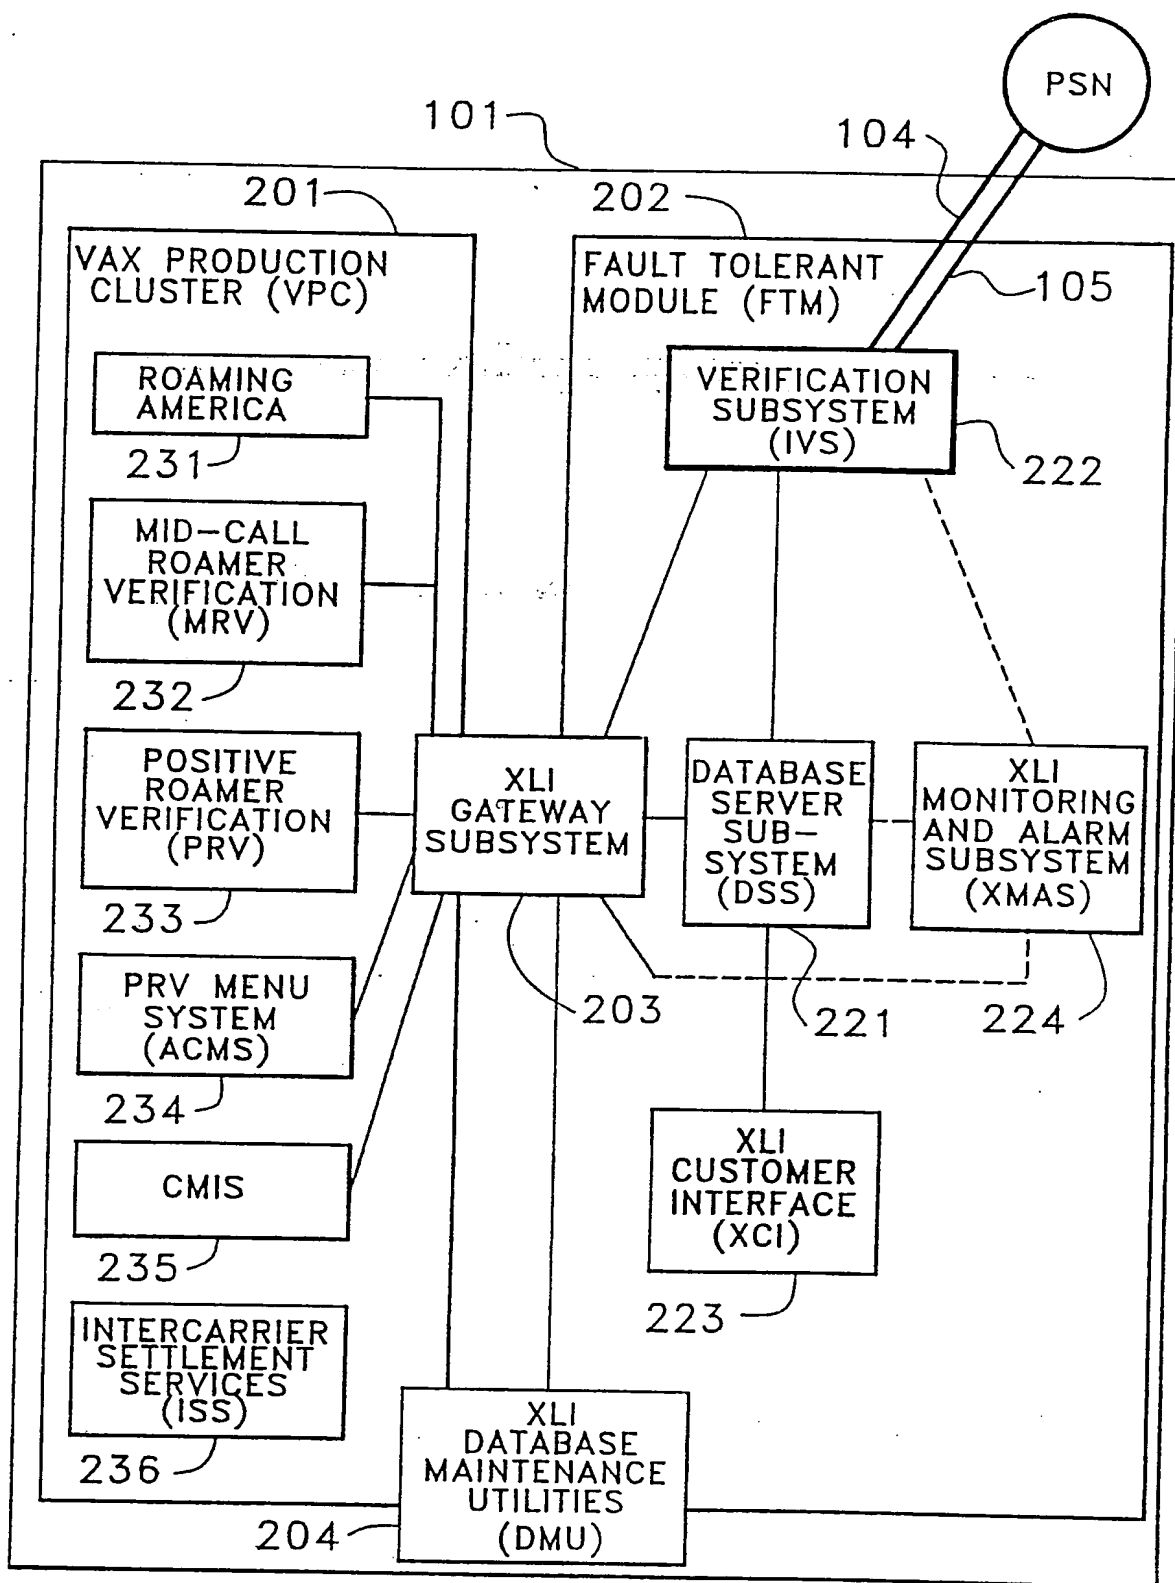 PSN
101
104
201
202
105
VAX PRODUCTION
CLUSTER (VPC)
FAULT TOLERANT
MODULE (FTM)
ROAMING
AMERICA
231
VERIFICATION
SUBSYSTEM
(IVS)
222
MID-CALL
ROAMER
VERIFICATION
(MRV)
232
POSITIVE
ROAMER
VERIFICATION
(PRV)
233
XLI
GATEWAY
SUBSYSTEM
203
DATABASE
SERVER
SUB-
SYSTEM
(DSS)
221
XLI
MONITORING
AND ALARM
SUBSYSTEM
(XMAS)
224
PRV MENU
SYSTEM
(ACMS)
234
CMIS
235
XLI
CUSTOMER
INTERFACE
(XCI)
223
INTERCARRIER
SETTLEMENT
SERVICES
(ISS)
236
XLI
DATABASE
MAINTENANCE
UTILITIES
(DMU)
204